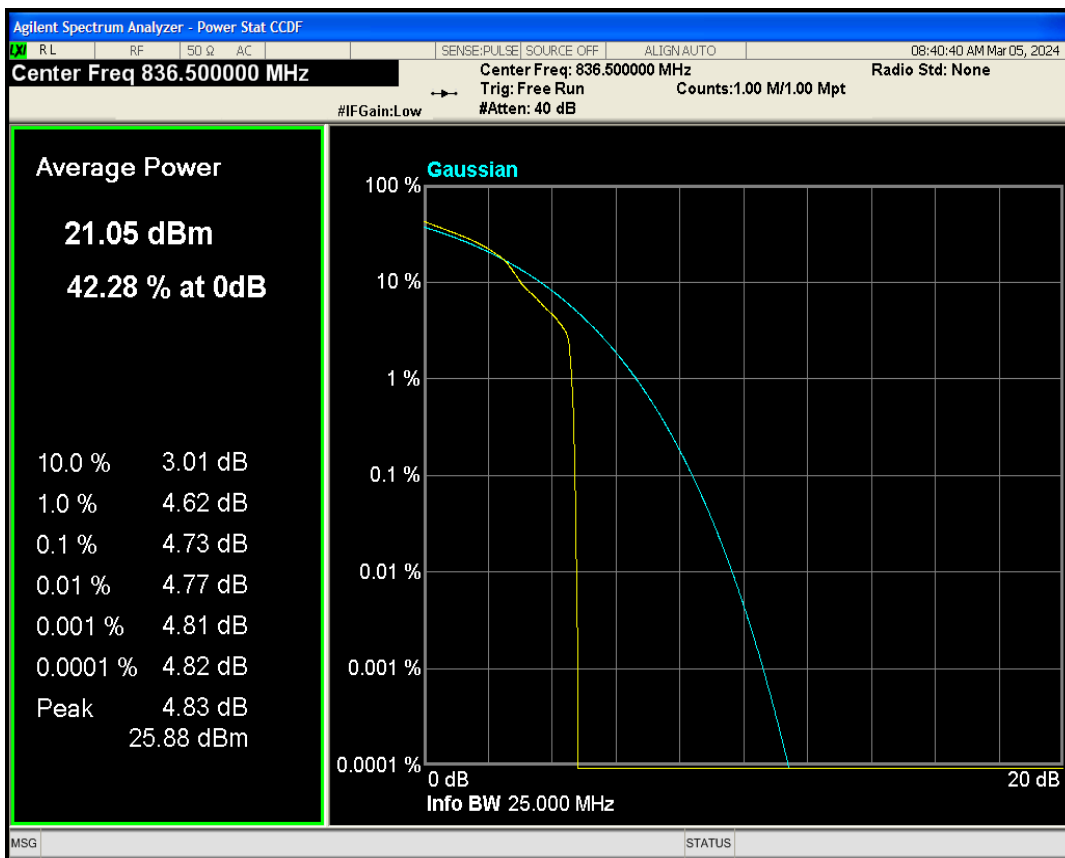 Agilent Spectrum Analyzer - Power Stat CCDF
LXI RL RF 50 Ω AC SENSE:PULSE SOURCE OFF ALIGN AUTO 08:40:40 AM Mar 05, 2024
Center Freq 836.500000 MHz
Center Freq: 836.500000 MHz Radio Std: None
Trig: Free Run Counts:1.00 M/1.00 Mpt
#IFGain:Low #Atten: 40 dB
Average Power
21.05 dBm
42.28 % at 0dB
10.0 % 3.01 dB
1.0 % 4.62 dB
0.1 % 4.73 dB
0.01 % 4.77 dB
0.001 % 4.81 dB
0.0001 % 4.82 dB
Peak 4.83 dB
25.88 dBm
Gaussian
100 %
10 %
1 %
0.1 %
0.01 %
0.001 %
0.0001 %
0 dB 20 dB
Info BW 25.000 MHz
MSG STATUS